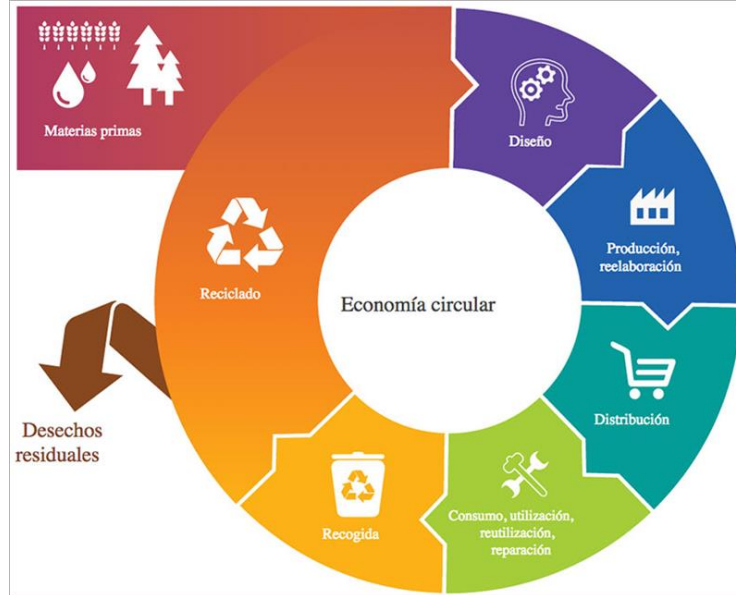 Materias primas
Diseño
Producción,
reelaboración
Reciclado
Economía circular
Distribución
Desechos
residuales
Consumo, utilización,
reutilización,
reparación
Recogida